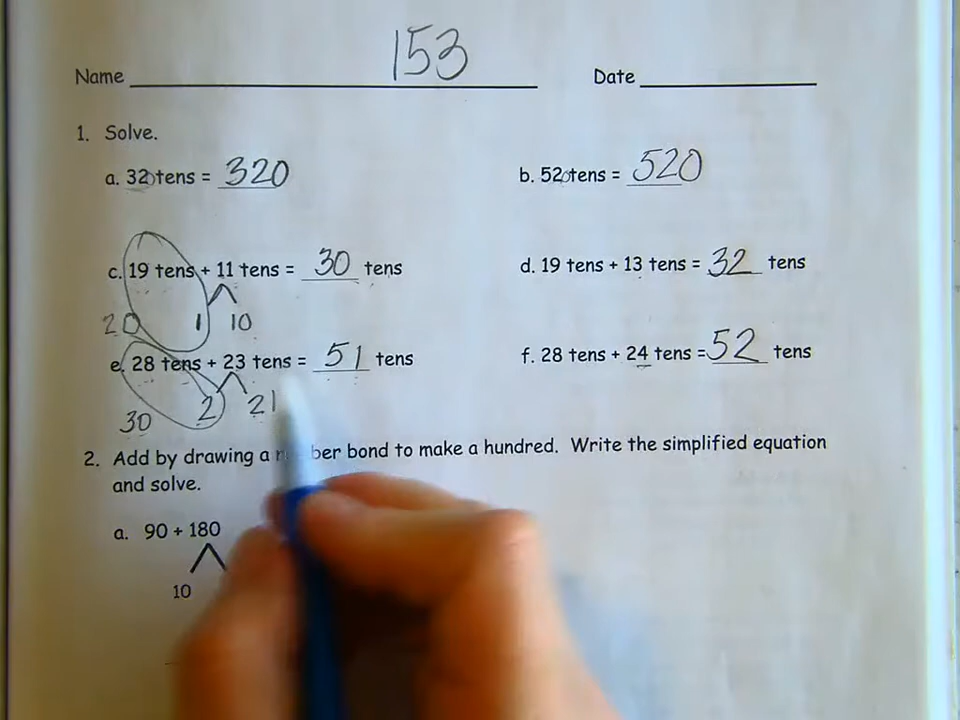 153
Name Date
1. Solve.
a. 32 tens = 320 b. 52 tens = 520
c. 19 tens + 11 tens = 30 tens d. 19 tens + 13 tens = 32 tens
20 1 10
e. 28 tens + 23 tens = 51 tens f. 28 tens + 24 tens = 52 tens
30 2 21
2. Add by drawing a bond to make a hundred. Write the simplified equation
and solve.
a. 90 + 180
10